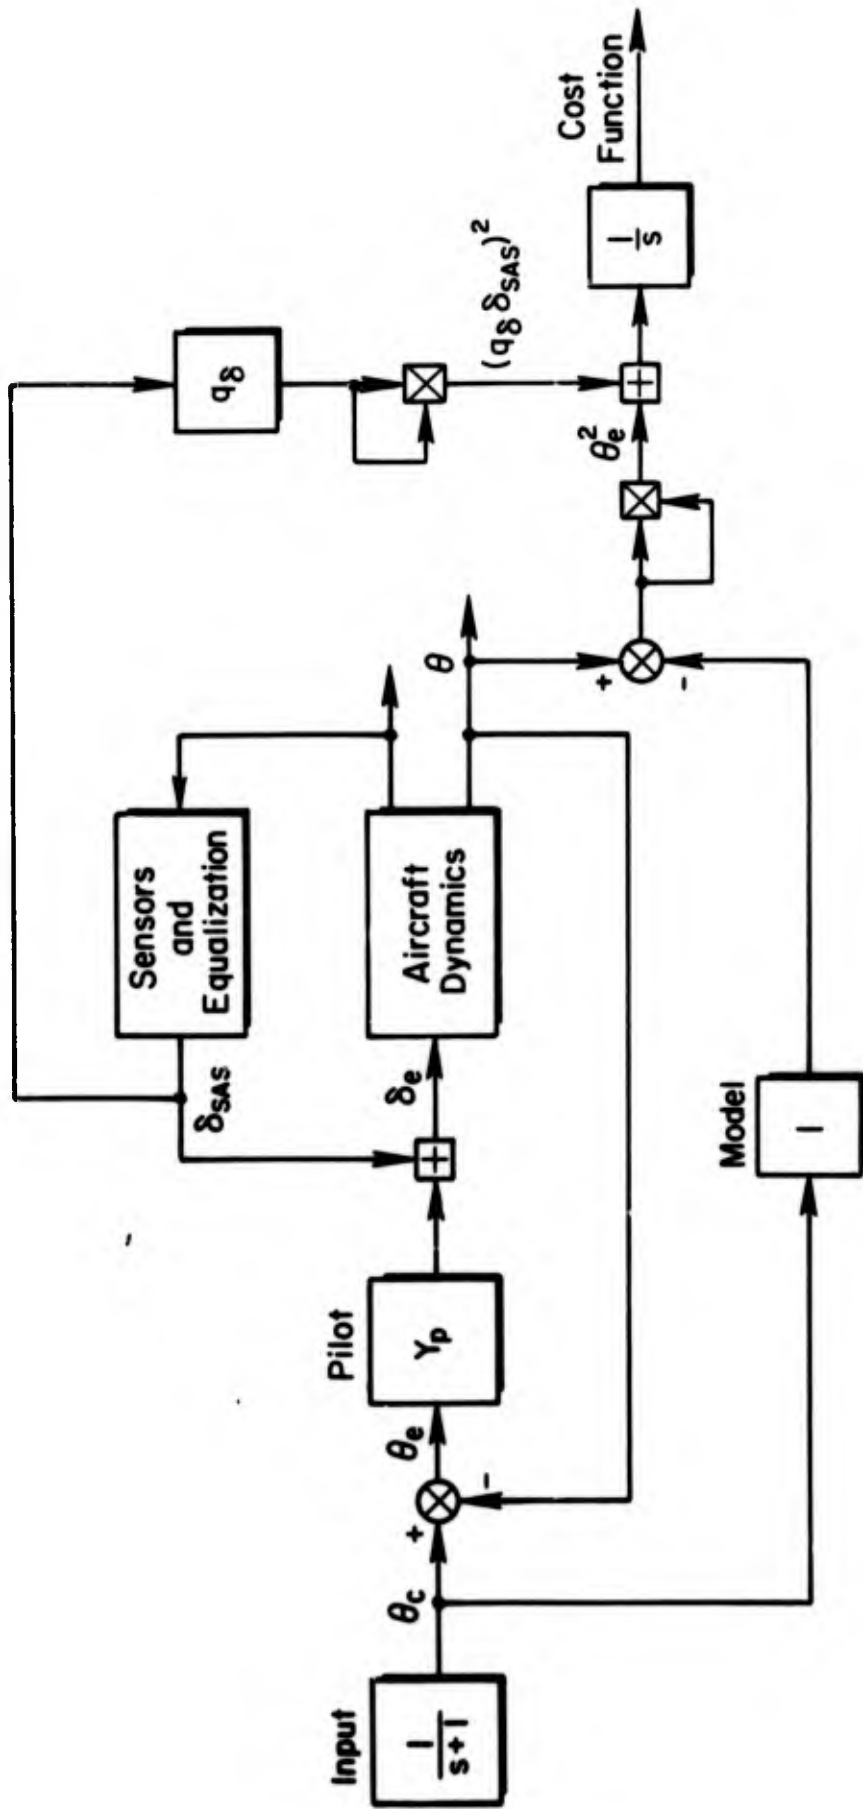 Input
1
s+1
θc
+
-
θe
Pilot
Yp
+
δe
δSAS
Sensors
and
Equalization
Aircraft
Dynamics
θ
Model
1
+
-
qδ
(qδ δSAS)²
θe²
+
1
s
Cost
Function